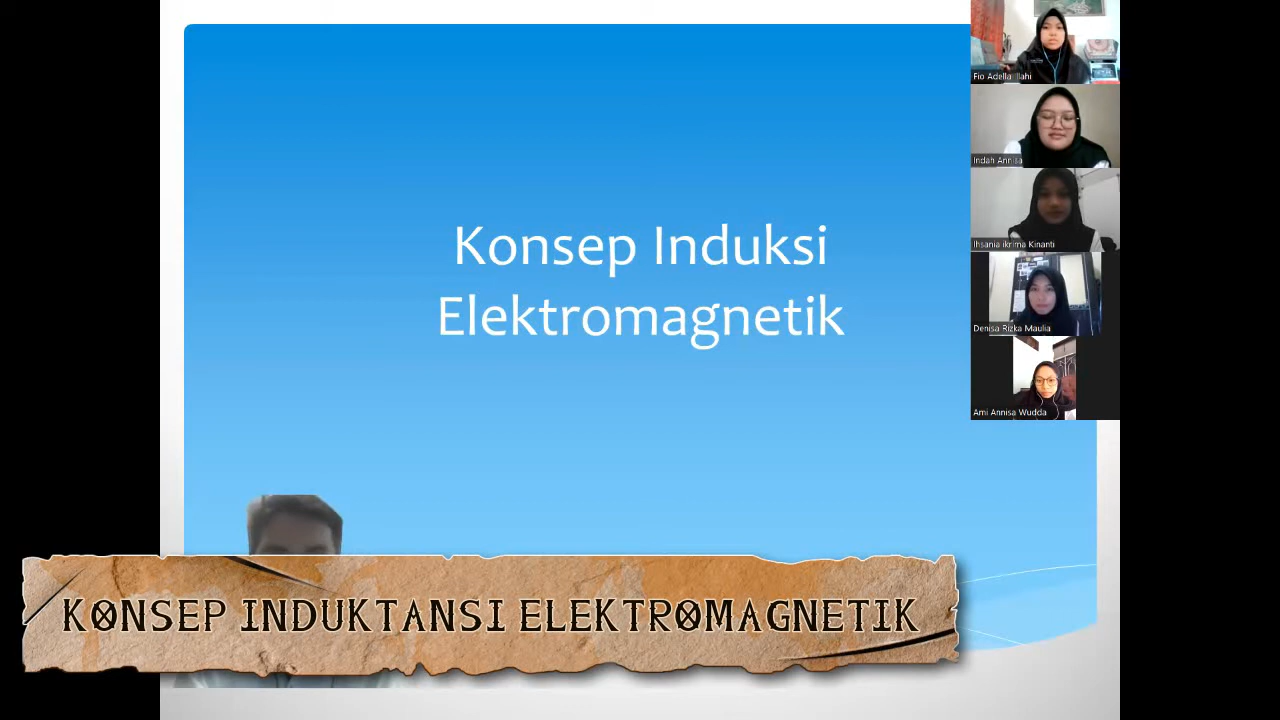 Konsep Induksi
Elektromagnetik
KONSEP INDUKTANSI ELEKTROMAGNETIK
Fio Adella Illahi
Indah Annisa
Ihsania ikrima Kinanti
Denisa Rizka Maulia
Ami Annisa Wudda